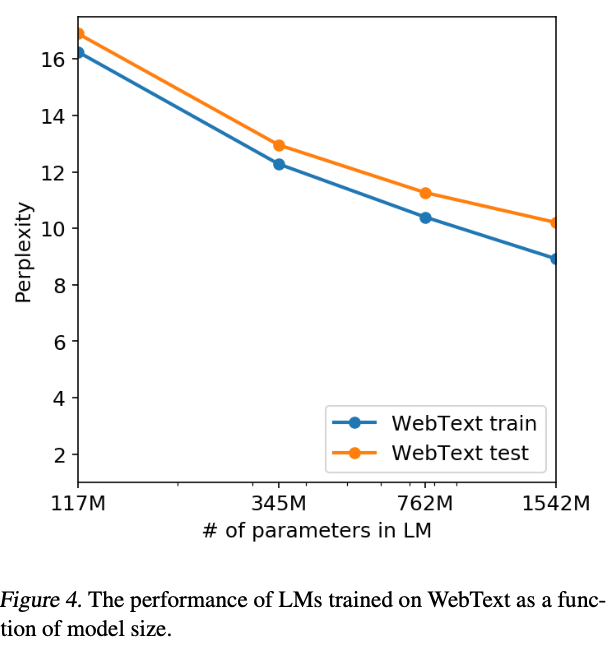 16
14
12
10
8
6
4
2
Perplexity
WebText train
WebText test
117M 345M 762M 1542M
# of parameters in LM
Figure 4. The performance of LMs trained on WebText as a func-
tion of model size.